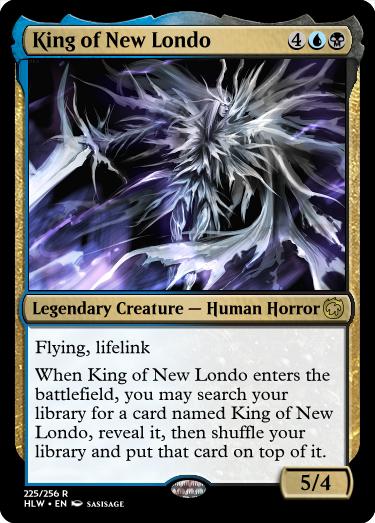 King of New Londo 4
Legendary Creature — Human Horror
Flying, lifelink
When King of New Londo enters the
battlefield, you may search your
library for a card named King of New
Londo, reveal it, then shuffle your
library and put that card on top of it.
5/4
225/256 R
HLW • EN SASISAGE